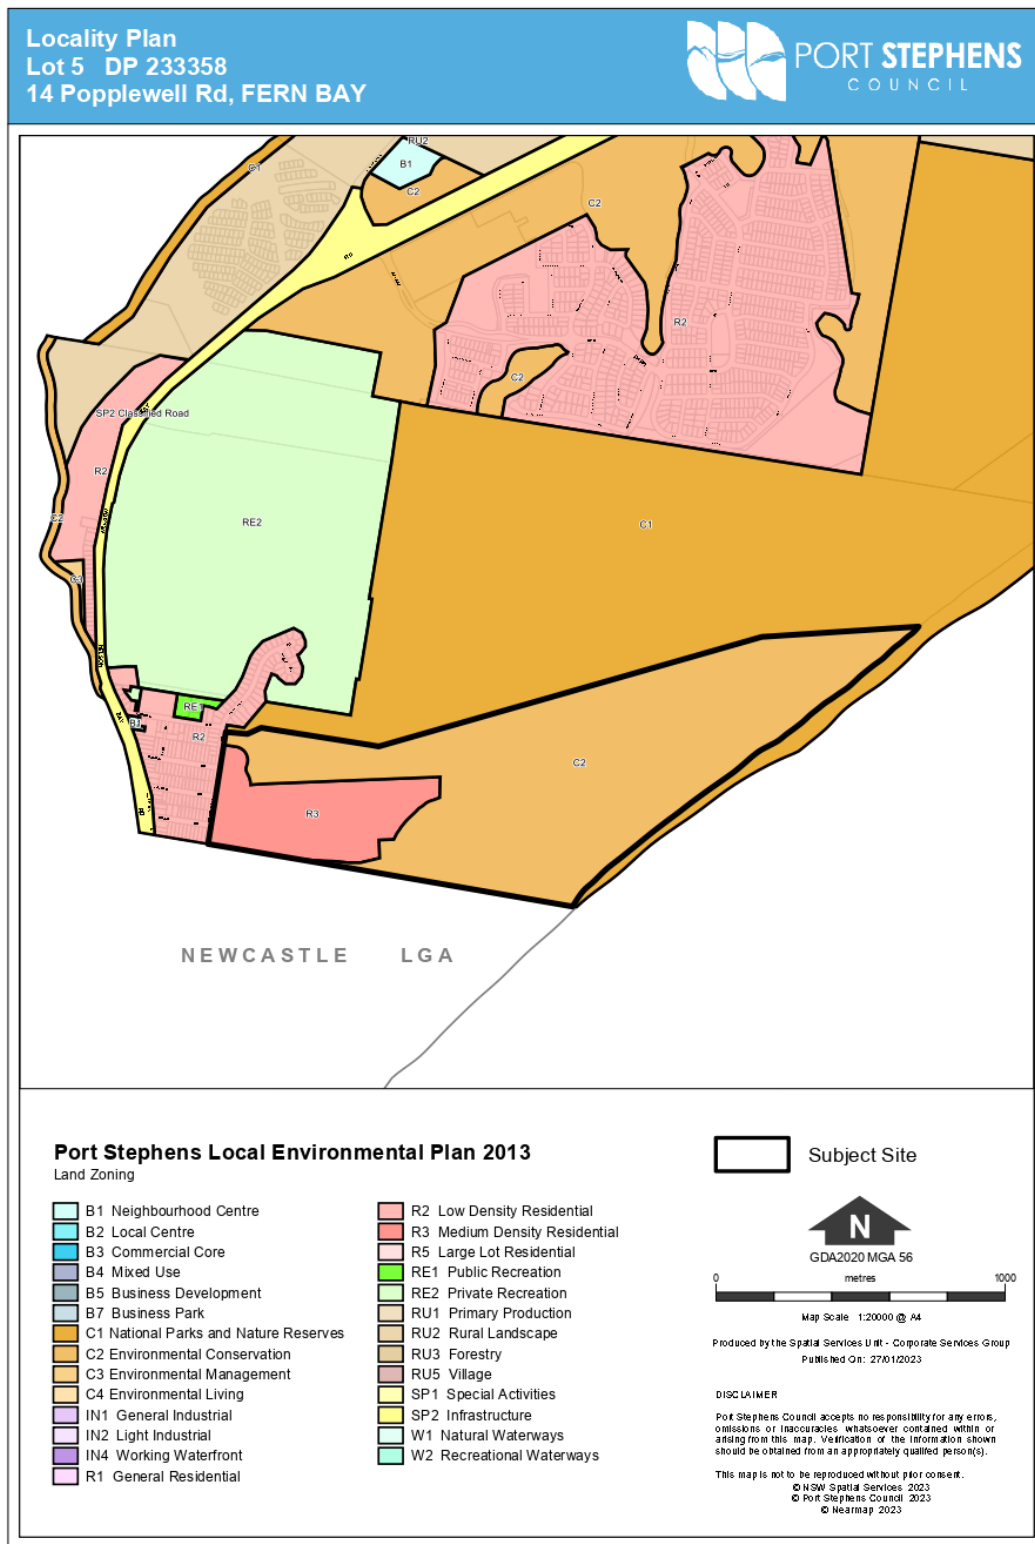 Locality Plan
Lot 5 DP 233358
14 Popplewell Rd, FERN BAY
PORT STEPHENS
COUNCIL
RU2
B1
C1
C2
C2
RD
R2
C2
SP2 Classified Road
R2
RE2
C1
C2
NELSON
BAY
RE1
B1
R2
C2
R3
RD
NEWCASTLE LGA
Port Stephens Local Environmental Plan 2013
Land Zoning
B1 Neighbourhood Centre
B2 Local Centre
B3 Commercial Core
B4 Mixed Use
B5 Business Development
B7 Business Park
C1 National Parks and Nature Reserves
C2 Environmental Conservation
C3 Environmental Management
C4 Environmental Living
IN1 General Industrial
IN2 Light Industrial
IN4 Working Waterfront
R1 General Residential
R2 Low Density Residential
R3 Medium Density Residential
R5 Large Lot Residential
RE1 Public Recreation
RE2 Private Recreation
RU1 Primary Production
RU2 Rural Landscape
RU3 Forestry
RU5 Village
SP1 Special Activities
SP2 Infrastructure
W1 Natural Waterways
W2 Recreational Waterways
Subject Site
N
GDA2020 MGA 56
0 metres 1000
Map Scale 1:20000 @ A4
Produced by the Spatial Services Unit - Corporate Services Group
Published On: 27/01/2023
DISCLAIMER
Port Stephens Council accepts no responsibility for any errors,
omissions or inaccuracies whatsoever contained within or
arising from this map. Verification of the information shown
should be obtained from an appropriately qualified person(s).
This map is not to be reproduced without prior consent.
© NSW Spatial Services 2023
© Port Stephens Council 2023
© Nearmap 2023